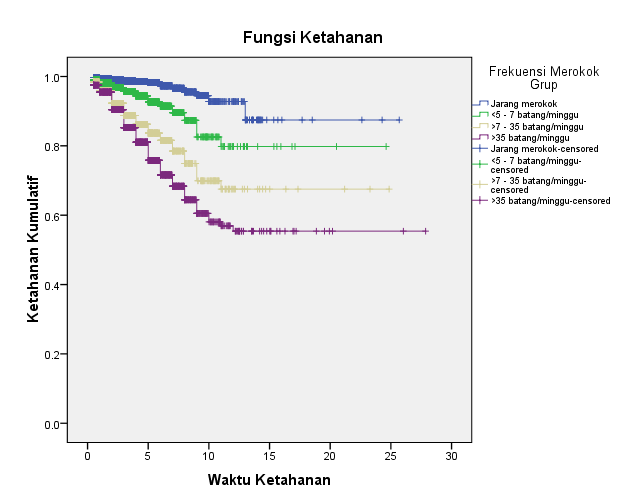 Fungsi Ketahanan
Frekuensi Merokok
Grup
Jarang merokok
<5 - 7 batang/minggu
>7 - 35 batang/minggu
>35 batang/minggu
Jarang merokok-censored
<5 - 7 batang/minggu-
censored
>7 - 35 batang/minggu-
censored
>35 batang/minggu-censored
Ketahanan Kumulatif
1.0
0.8
0.6
0.4
0.2
0.0
0 5 10 15 20 25 30
Waktu Ketahanan